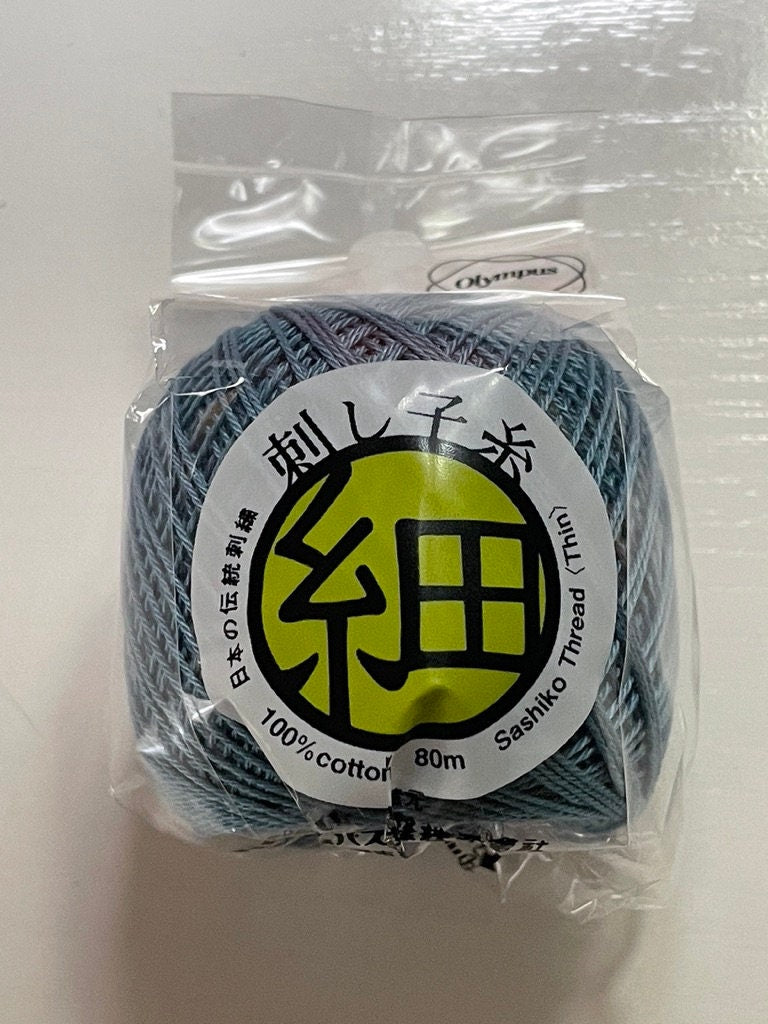 Olympus
刺し子糸
日本の伝統刺繍
細
Sashiko Thread〈Thin〉
100%cotton 80m